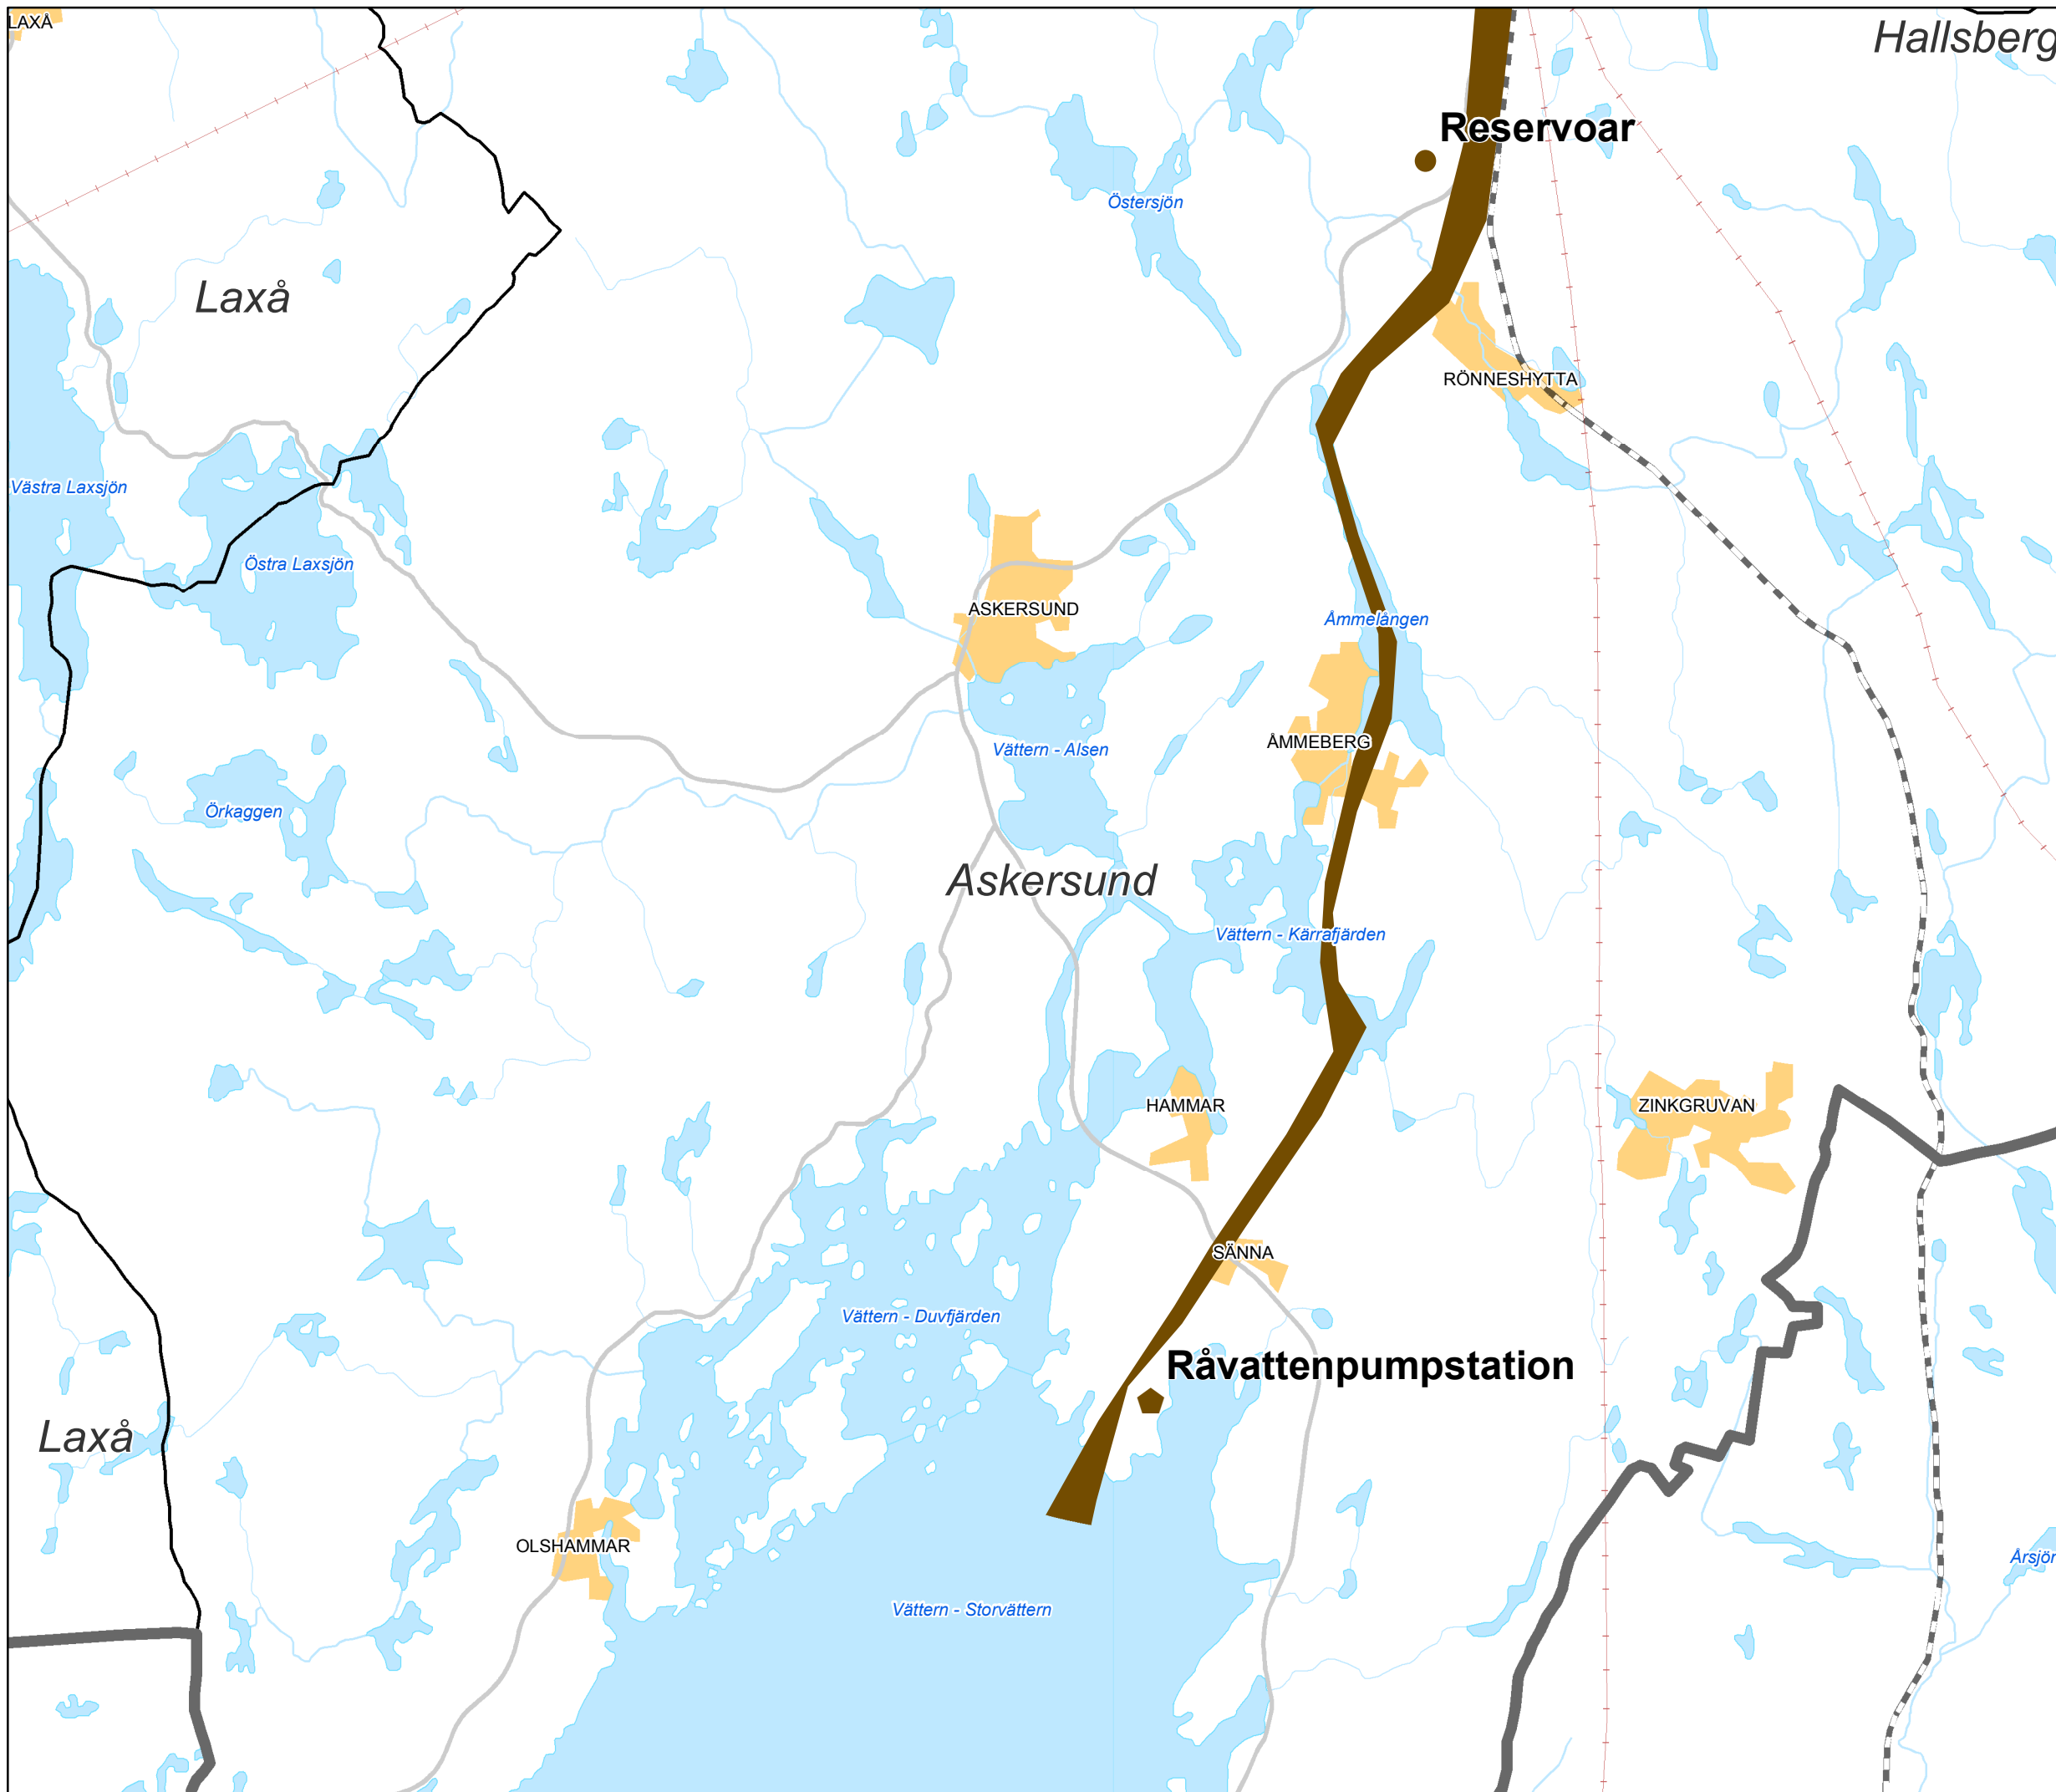 LAXÅ
Hallsberg
Reservoar
Östersjön
Laxå
RÖNNESHYTTA
Västra Laxsjön
Östra Laxsjön
ASKERSUND
Åmmelången
ÅMMEBERG
Vättern - Alsen
Örkaggen
Askersund
Vättern - Kärrafjärden
HAMMAR
ZINKGRUVAN
SÄNNA
Vättern - Duvfjärden
Råvattenpumpstation
Laxå
OLSHAMMAR
Årsjön
Vättern - Storvättern